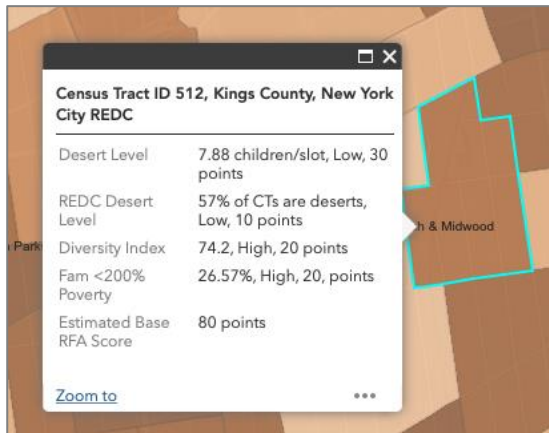 Census Tract ID 512, Kings County, New York
City REDC
Desert Level 7.88 children/slot, Low, 30
points
REDC Desert 57% of CTs are deserts,
Level Low, 10 points
Diversity Index 74.2, High, 20 points
Fam <200% 26.57%, High, 20, points
Poverty
Estimated Base 80 points
RFA Score
Zoom to
Park
h & Midwood